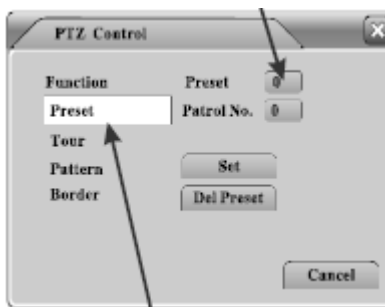 PTZ Control
X
Function
Preset 0
Preset
Patrol No. 0
Tour
Pattern
Set
Border
Del Preset
Cancel